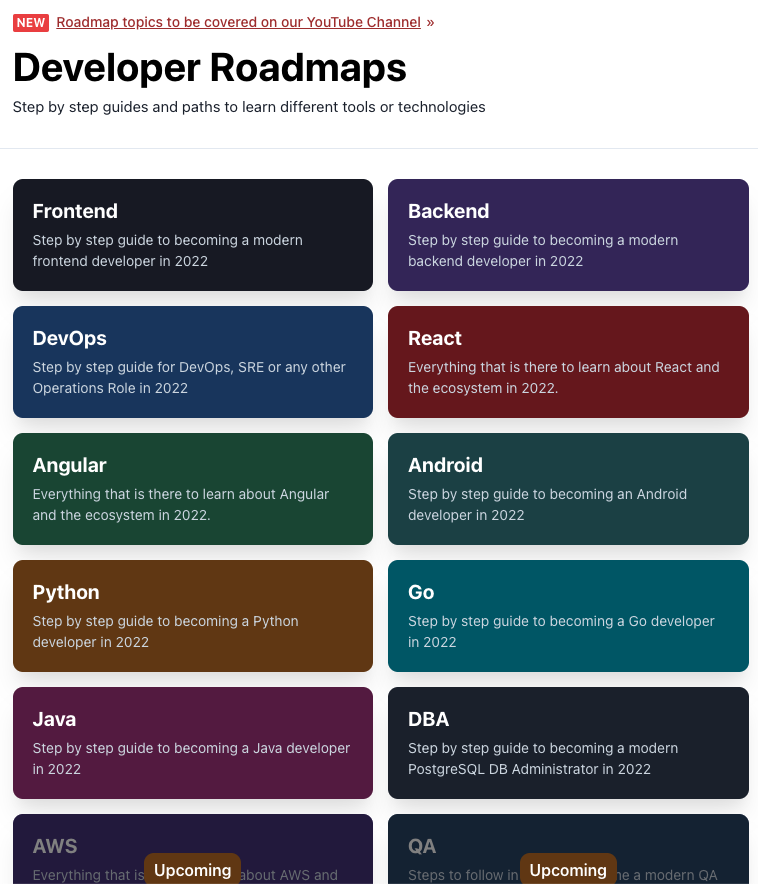 NEW Roadmap topics to be covered on our YouTube Channel »
Developer Roadmaps
Step by step guides and paths to learn different tools or technologies
Frontend
Step by step guide to becoming a modern
frontend developer in 2022
Backend
Step by step guide to becoming a modern
backend developer in 2022
DevOps
Step by step guide for DevOps, SRE or any other
Operations Role in 2022
React
Everything that is there to learn about React and
the ecosystem in 2022.
Angular
Everything that is there to learn about Angular
and the ecosystem in 2022.
Android
Step by step guide to becoming an Android
developer in 2022
Python
Step by step guide to becoming a Python
developer in 2022
Go
Step by step guide to becoming a Go developer
in 2022
Java
Step by step guide to becoming a Java developer
in 2022
DBA
Step by step guide to becoming a modern
PostgreSQL DB Administrator in 2022
AWS
Everything that is about AWS and
Upcoming
QA
Steps to follow in a modern QA
Upcoming